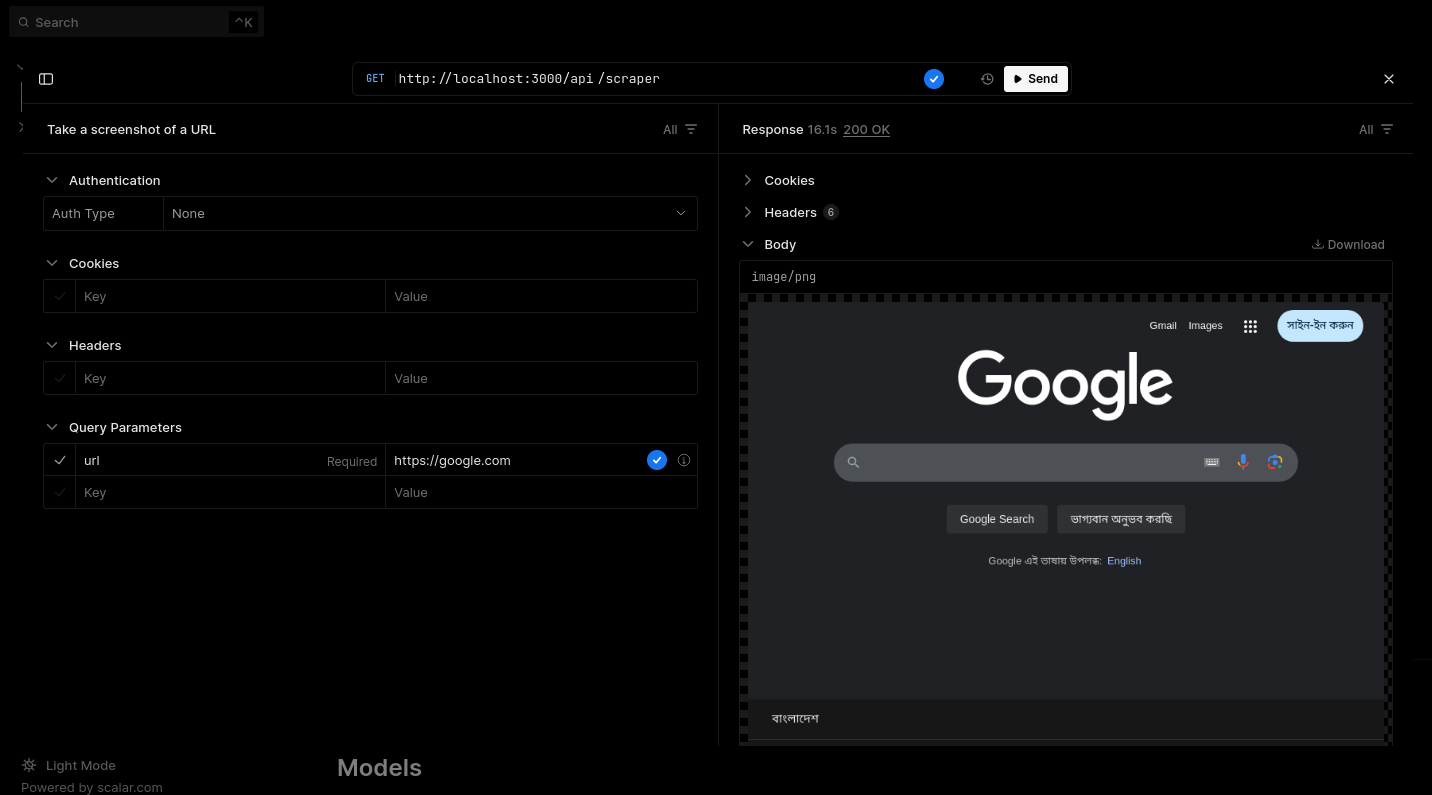 Search
^K
GET http://localhost:3000/api /scraper
Send
Take a screenshot of a URL
All
Response 16.1s 200 OK
All
Authentication
Auth Type
None
Cookies
Key
Value
Headers
Key
Value
Query Parameters
url
Required
https://google.com
Key
Value
Cookies
Headers 6
Body
Download
image/png
Gmail
Images
সাইন-ইন করুন
Google
Google Search
ভাগ্যবান অনুভব করছি
Google এই ভাষায় উপলব্ধ: English
বাংলাদেশ
Light Mode
Models
Powered by scalar.com